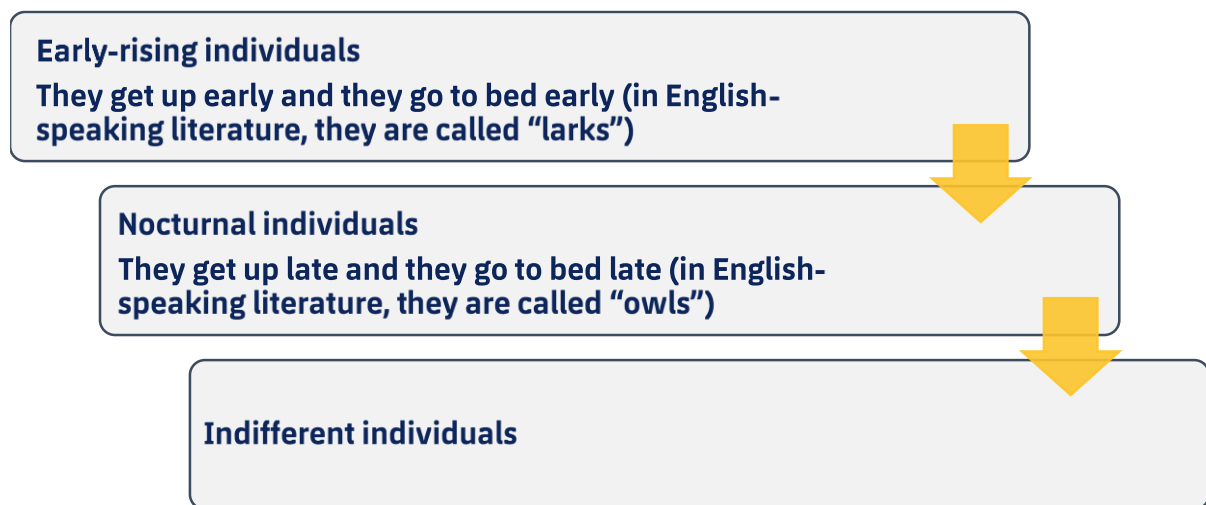 Early-rising individuals
They get up early and they go to bed early (in English-
speaking literature, they are called “larks”)
Nocturnal individuals
They get up late and they go to bed late (in English-
speaking literature, they are called “owls”)
Indifferent individuals